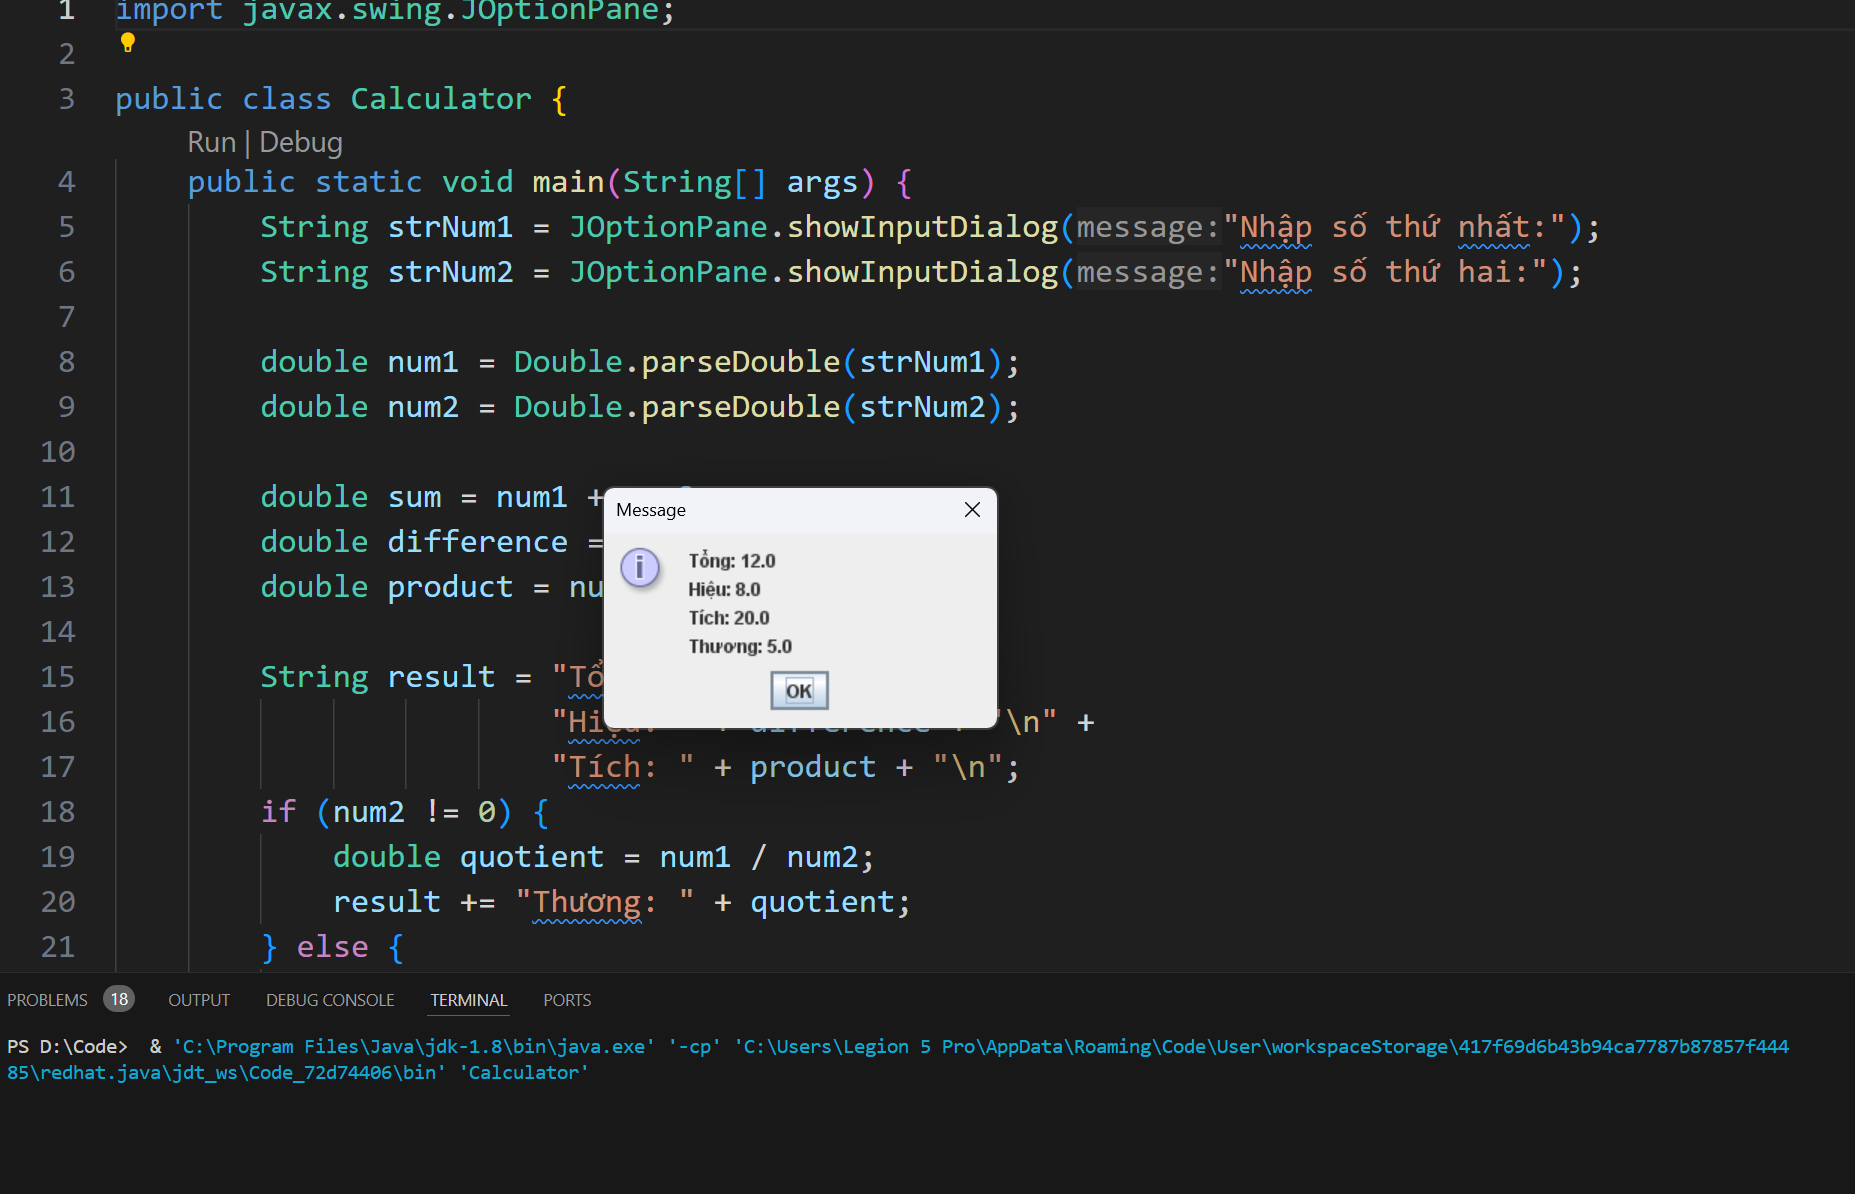 1 import javax.swing.JOptionPane;
2
3 public class Calculator {
Run | Debug
4 public static void main(String[] args) {
5 String strNum1 = JOptionPane.showInputDialog(message:"Nhập số thứ nhất:");
6 String strNum2 = JOptionPane.showInputDialog(message:"Nhập số thứ hai:");
7
8 double num1 = Double.parseDouble(strNum1);
9 double num2 = Double.parseDouble(strNum2);
10
11 double sum = num1 +
12 double difference =
13 double product = nu
14
15 String result = "Tổ
16 "Hiệu: + difference + "\n" +
17 "Tích: " + product + "\n";
18 if (num2 != 0) {
19 double quotient = num1 / num2;
20 result += "Thương: " + quotient;
21 } else {
Message
Tổng: 12.0
Hiệu: 8.0
Tích: 20.0
Thương: 5.0
OK
PROBLEMS 18 OUTPUT DEBUG CONSOLE TERMINAL PORTS
PS D:\Code> & 'C:\Program Files\Java\jdk-1.8\bin\java.exe' '-cp' 'C:\Users\Legion 5 Pro\AppData\Roaming\Code\User\workspaceStorage\417f69d6b43b94ca7787b87857f444
85\redhat.java\jdt_ws\Code_72d74406\bin' 'Calculator'